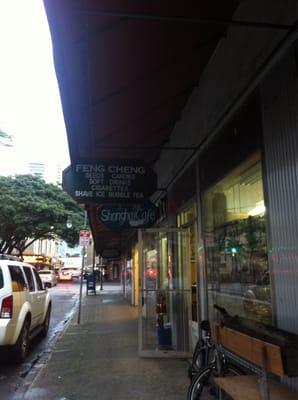 FENG CHENG
SEEDS CANDIES
SOFT DRINKS
CIGARETTES
SHAVE ICE BUBBLE TEA
Shanghai Cafe